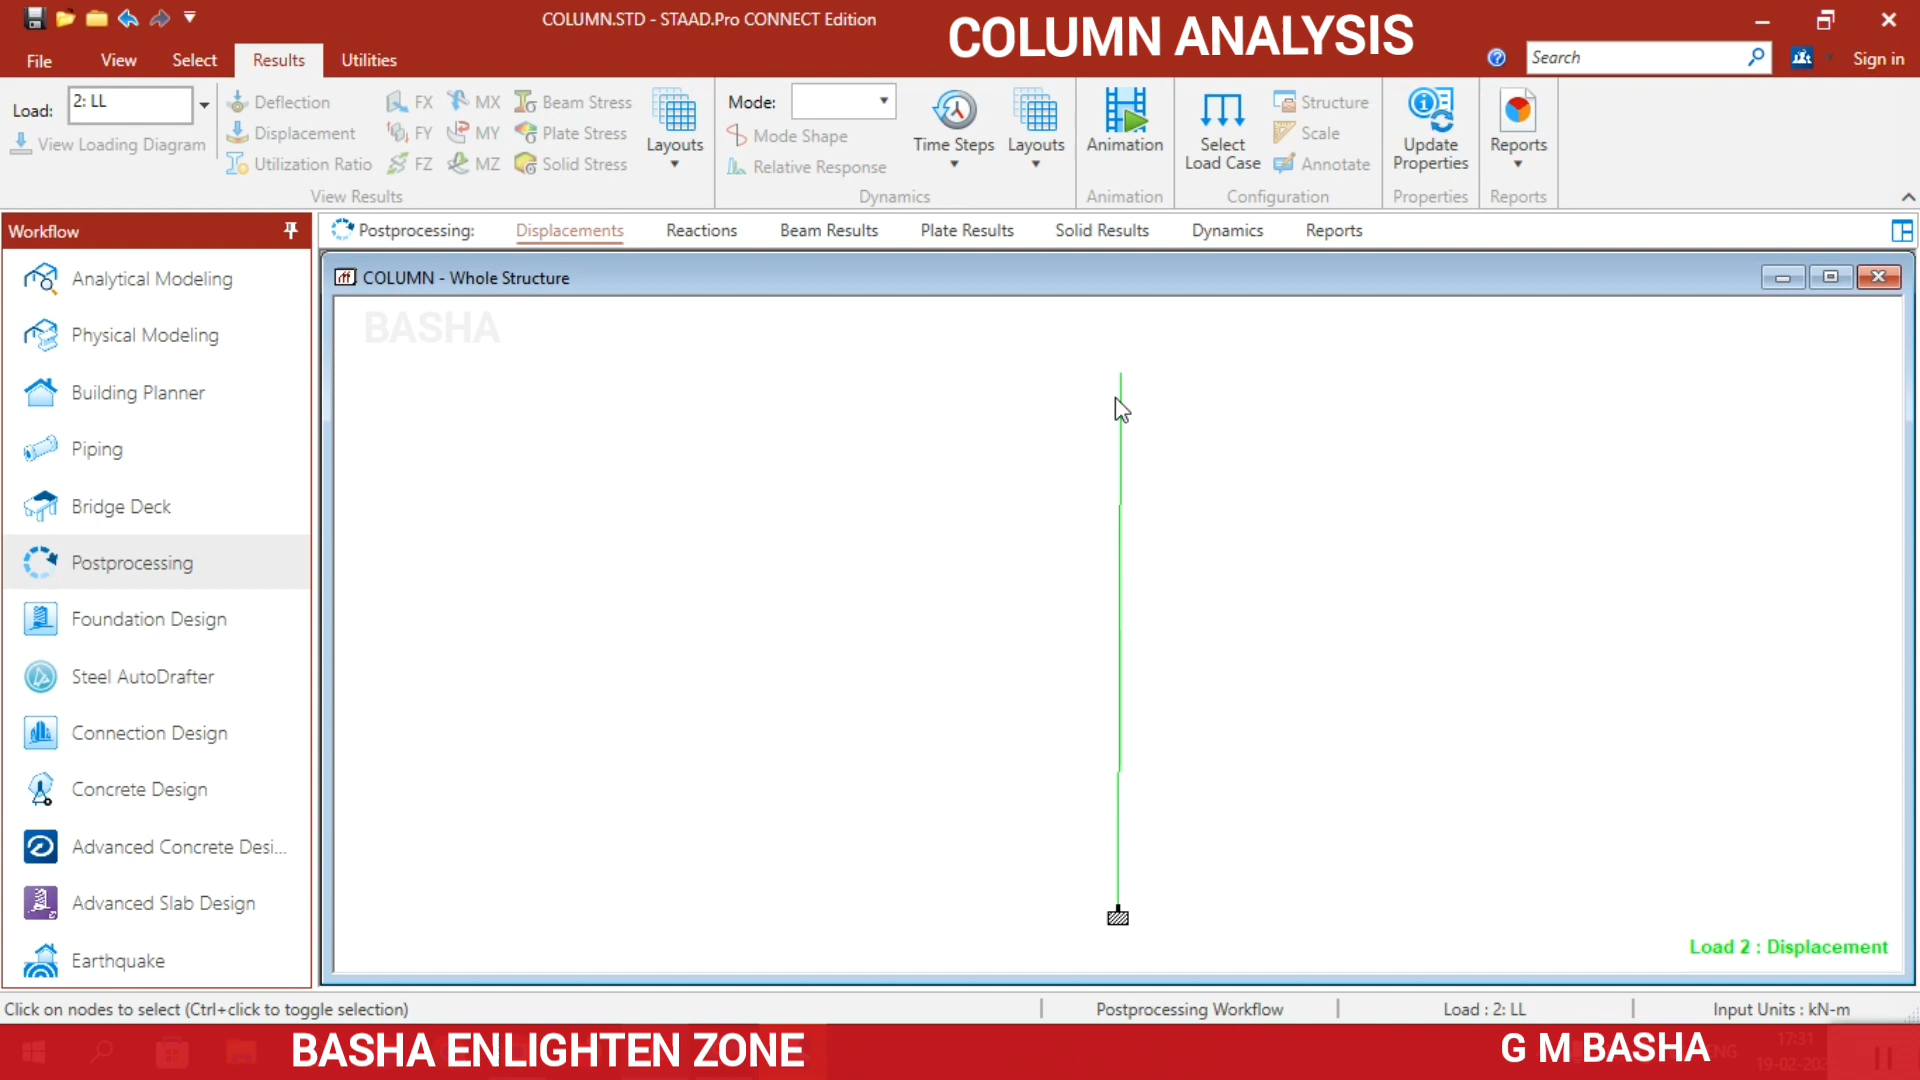 COLUMN.STD - STAAD.Pro CONNECT Edition
COLUMN ANALYSIS
File View Select Results Utilities
Search
Sign in
Load: 2: LL
View Loading Diagram
Deflection
Displacement
Utilization Ratio
FX MX
FY MY
FZ MZ
Beam Stress
Plate Stress
Solid Stress
Layouts
View Results
Mode:
Mode Shape
Relative Response
Time Steps
Layouts
Dynamics
Animation
Animation
Select
Load Case
Structure
Scale
Annotate
Configuration
Update
Properties
Properties
Reports
Reports
Workflow
Analytical Modeling
Physical Modeling
Building Planner
Piping
Bridge Deck
Postprocessing
Foundation Design
Steel AutoDrafter
Connection Design
Concrete Design
Advanced Concrete Desi...
Advanced Slab Design
Earthquake
Postprocessing: Displacements Reactions Beam Results Plate Results Solid Results Dynamics Reports
COLUMN - Whole Structure
BASHA
Load 2 : Displacement
Click on nodes to select (Ctrl+click to toggle selection)
Postprocessing Workflow
Load : 2: LL
Input Units : kN-m
BASHA ENLIGHTEN ZONE
G M BASHA
17:31